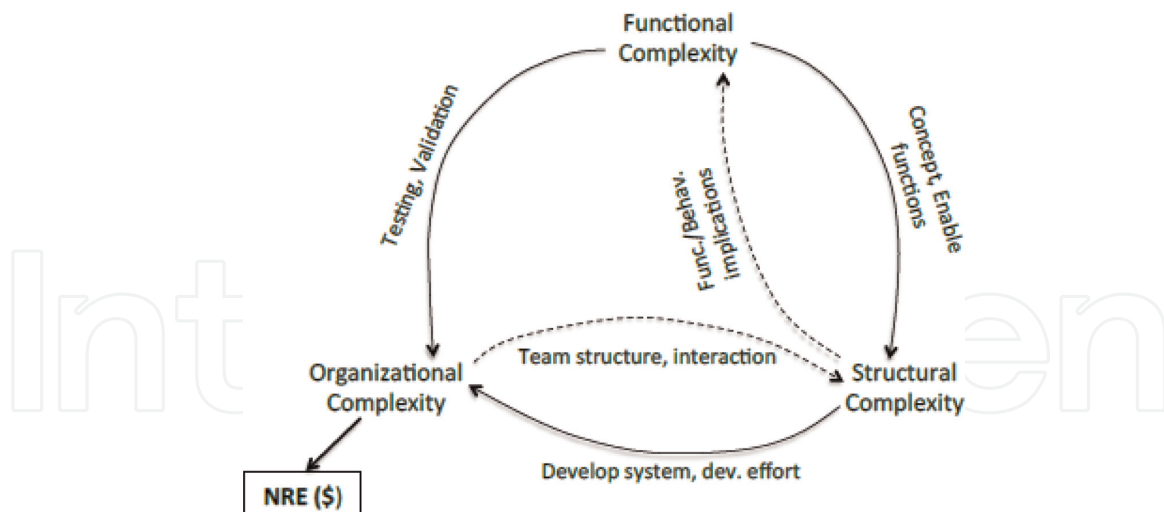 Functional
Complexity
Testing, Validation
Concept, Enable
functions
Func./Behav.
implications
Team structure, interaction
Organizational
Complexity
Structural
Complexity
Develop system, dev. effort
NRE ($)